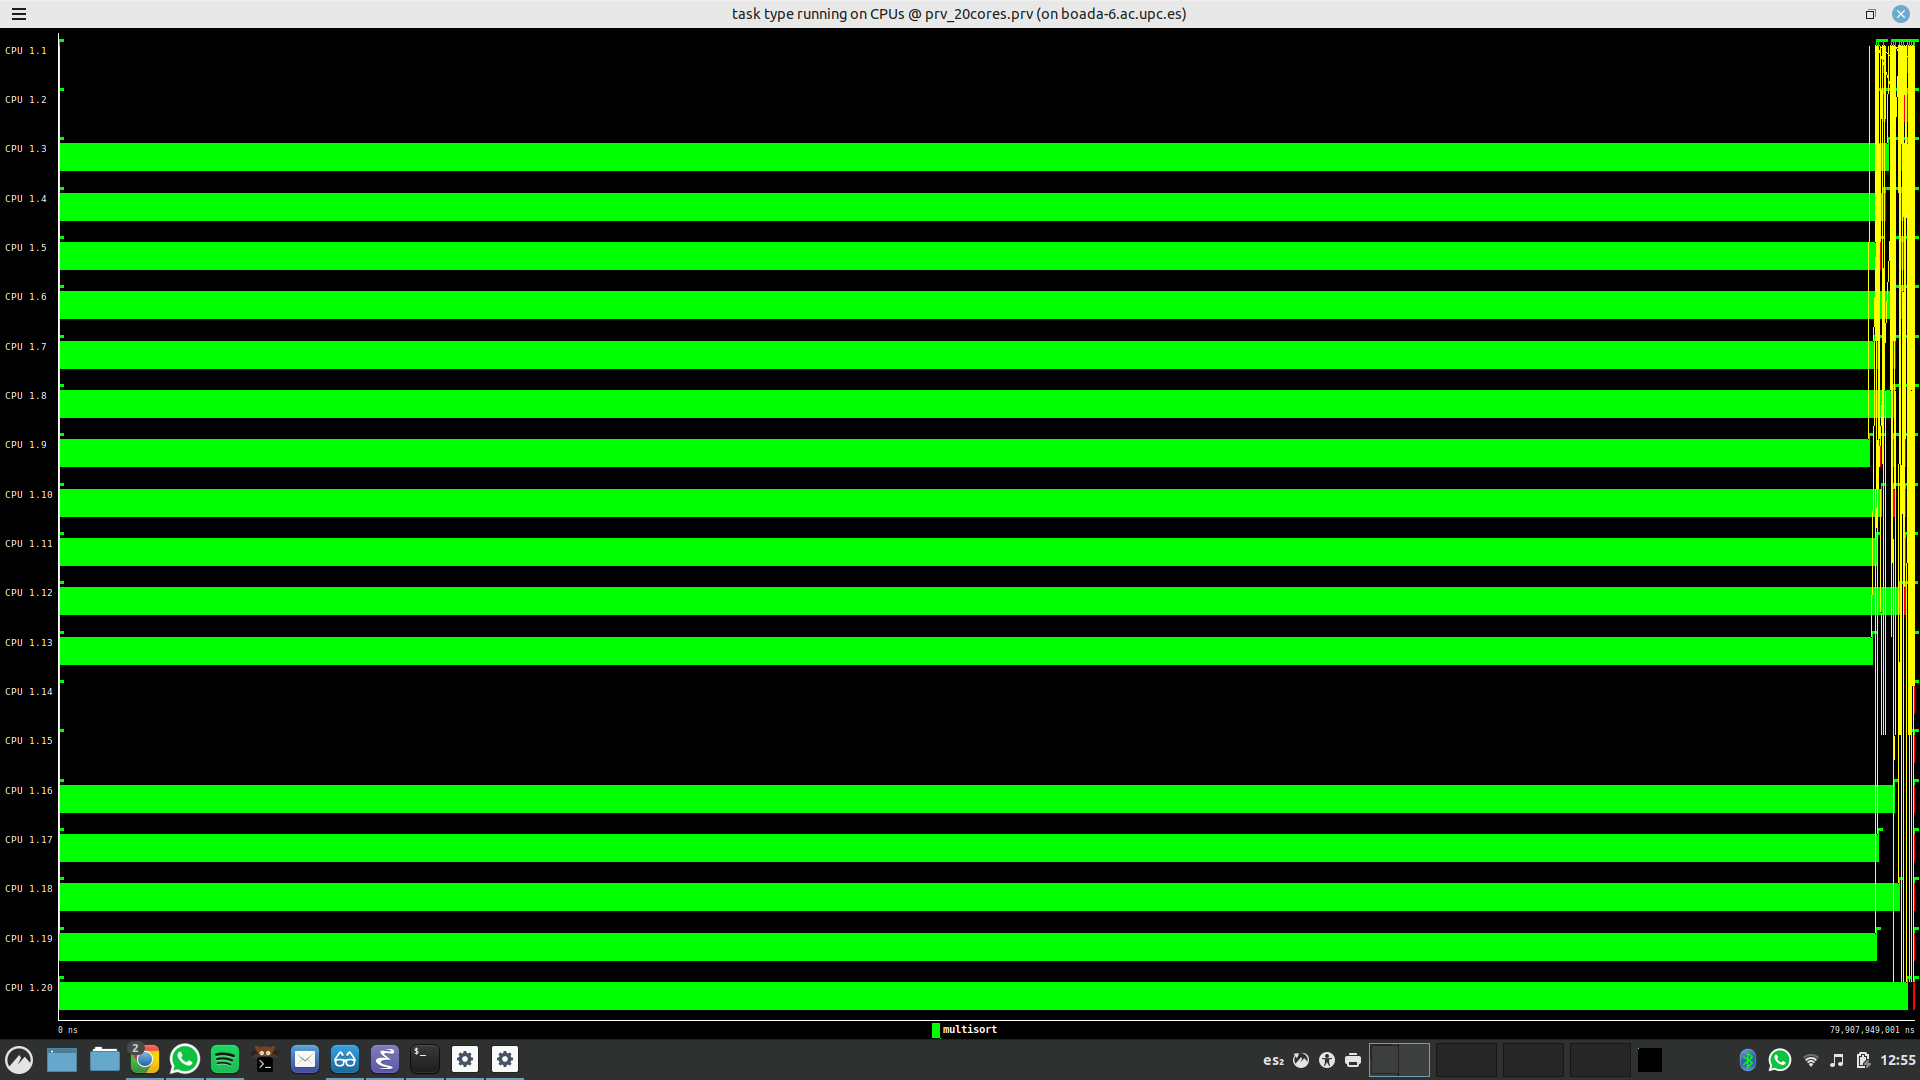 task type running on CPUs @ prv_20cores.prv (on boada-6.ac.upc.es)
CPU 1.1
CPU 1.2
CPU 1.3
CPU 1.4
CPU 1.5
CPU 1.6
CPU 1.7
CPU 1.8
CPU 1.9
CPU 1.10
CPU 1.11
CPU 1.12
CPU 1.13
CPU 1.14
CPU 1.15
CPU 1.16
CPU 1.17
CPU 1.18
CPU 1.19
CPU 1.20
0 ns
multisort
79,907,949,001 ns
2
$_
>_
es₂
12:55